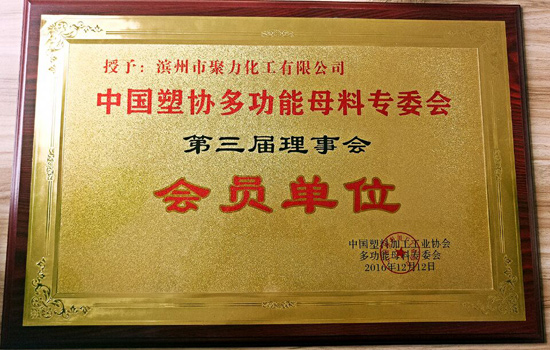 授予：滨州市聚力化工有限公司
中国塑协多功能母料专委会
第三届理事会
会员单位
中国塑料加工工业协会
多功能母料专委会
2016年12月12日